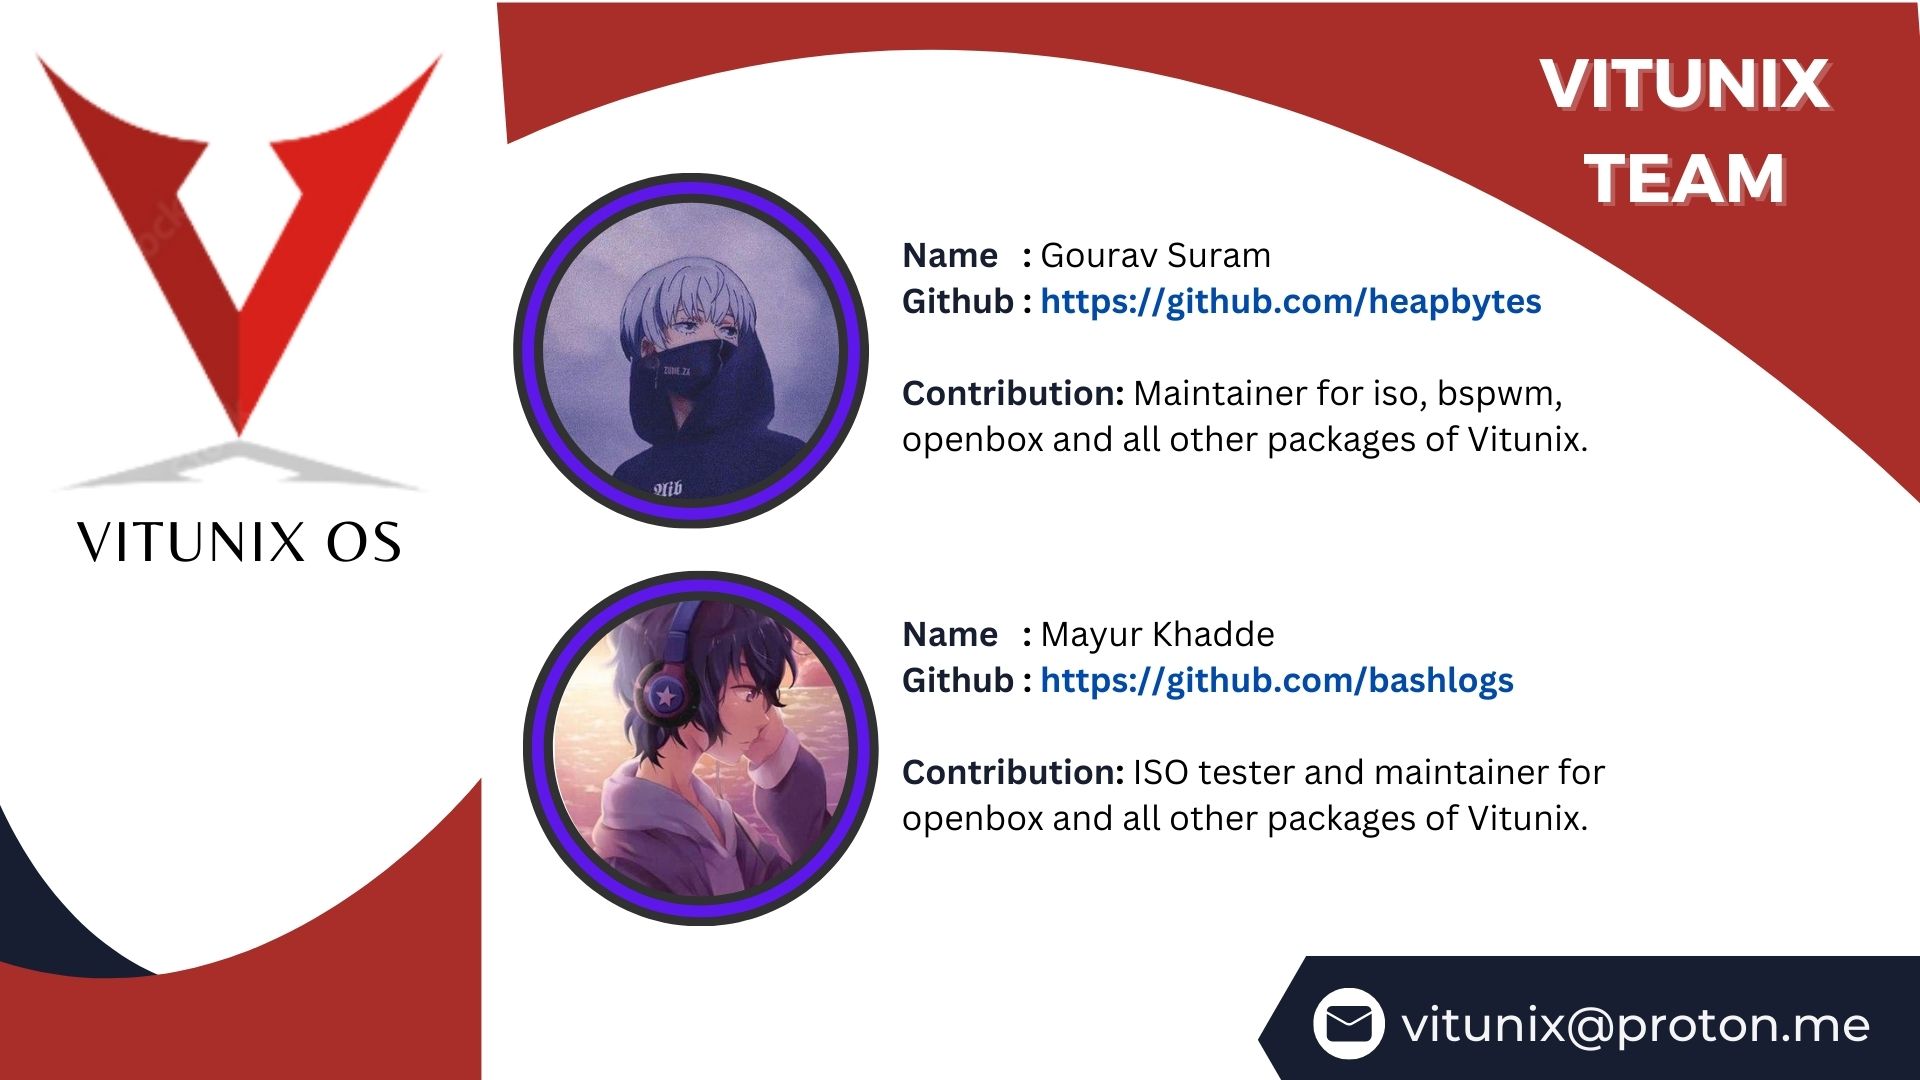 VITUNIX OS
VITUNIX
TEAM
Name : Gourav Suram
Github : https://github.com/heapbytes
Contribution: Maintainer for iso, bspwm,
openbox and all other packages of Vitunix.
ZUDIE.ZX
Name : Mayur Khadde
Github : https://github.com/bashlogs
Contribution: ISO tester and maintainer for
openbox and all other packages of Vitunix.
vitunix@proton.me